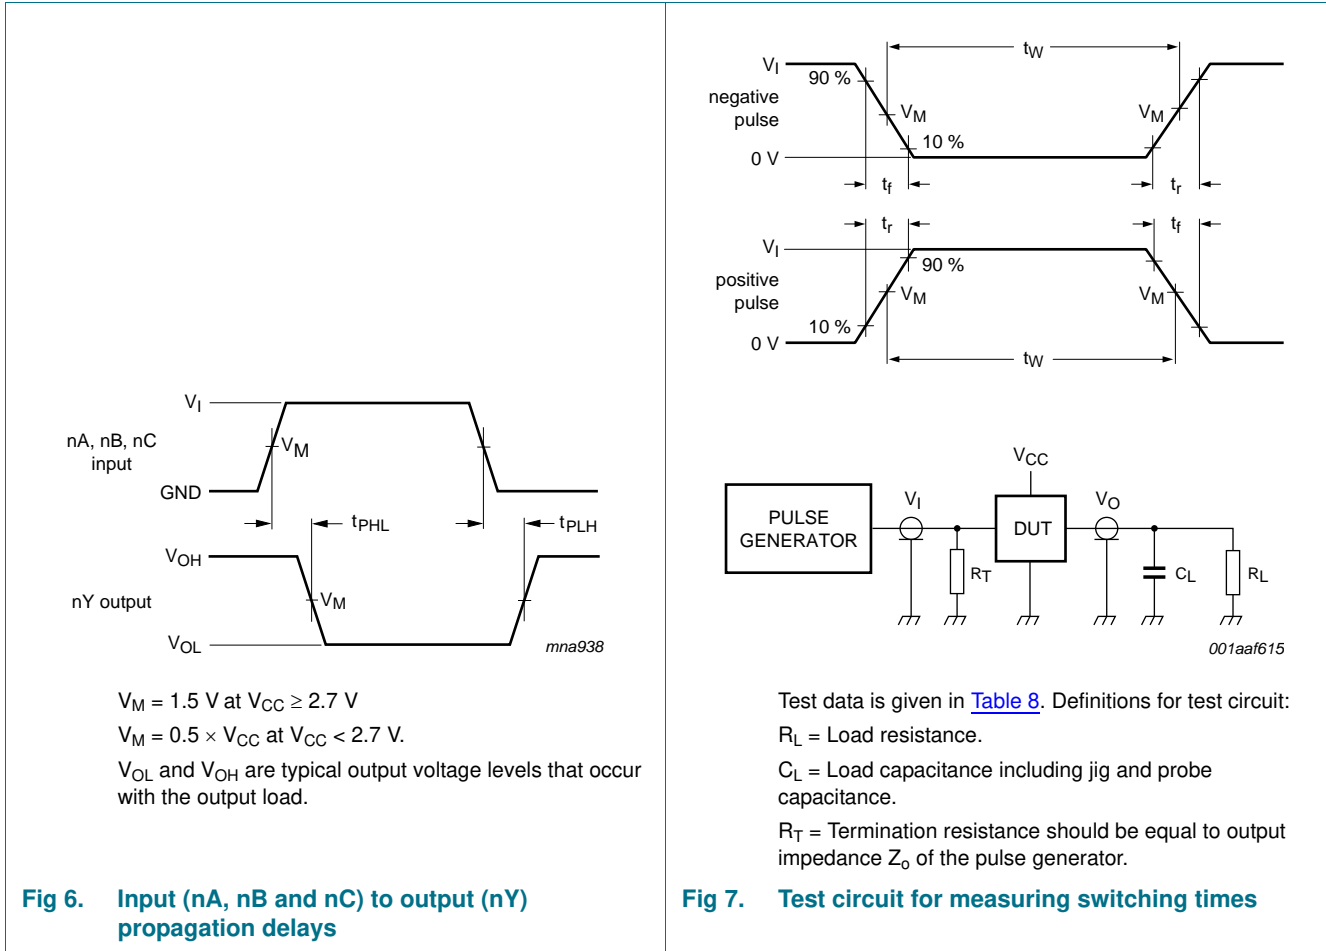 V_I
nA, nB, nC
input
V_M
GND
t_PHL
t_PLH
V_OH
nY output
V_M
V_OL
mna938
V_M = 1.5 V at V_CC ≥ 2.7 V
V_M = 0.5 × V_CC at V_CC < 2.7 V.
V_OL and V_OH are typical output voltage levels that occur
with the output load.
Fig 6. Input (nA, nB and nC) to output (nY)
propagation delays
t_W
V_I
90 %
negative
pulse
V_M
V_M
10 %
0 V
t_f
t_r
t_r
t_f
V_I
90 %
positive
pulse
V_M
V_M
10 %
0 V
t_W
V_CC
V_I
V_O
PULSE
GENERATOR
DUT
R_T
C_L
R_L
001aaf615
Test data is given in Table 8. Definitions for test circuit:
R_L = Load resistance.
C_L = Load capacitance including jig and probe
capacitance.
R_T = Termination resistance should be equal to output
impedance Z_o of the pulse generator.
Fig 7. Test circuit for measuring switching times